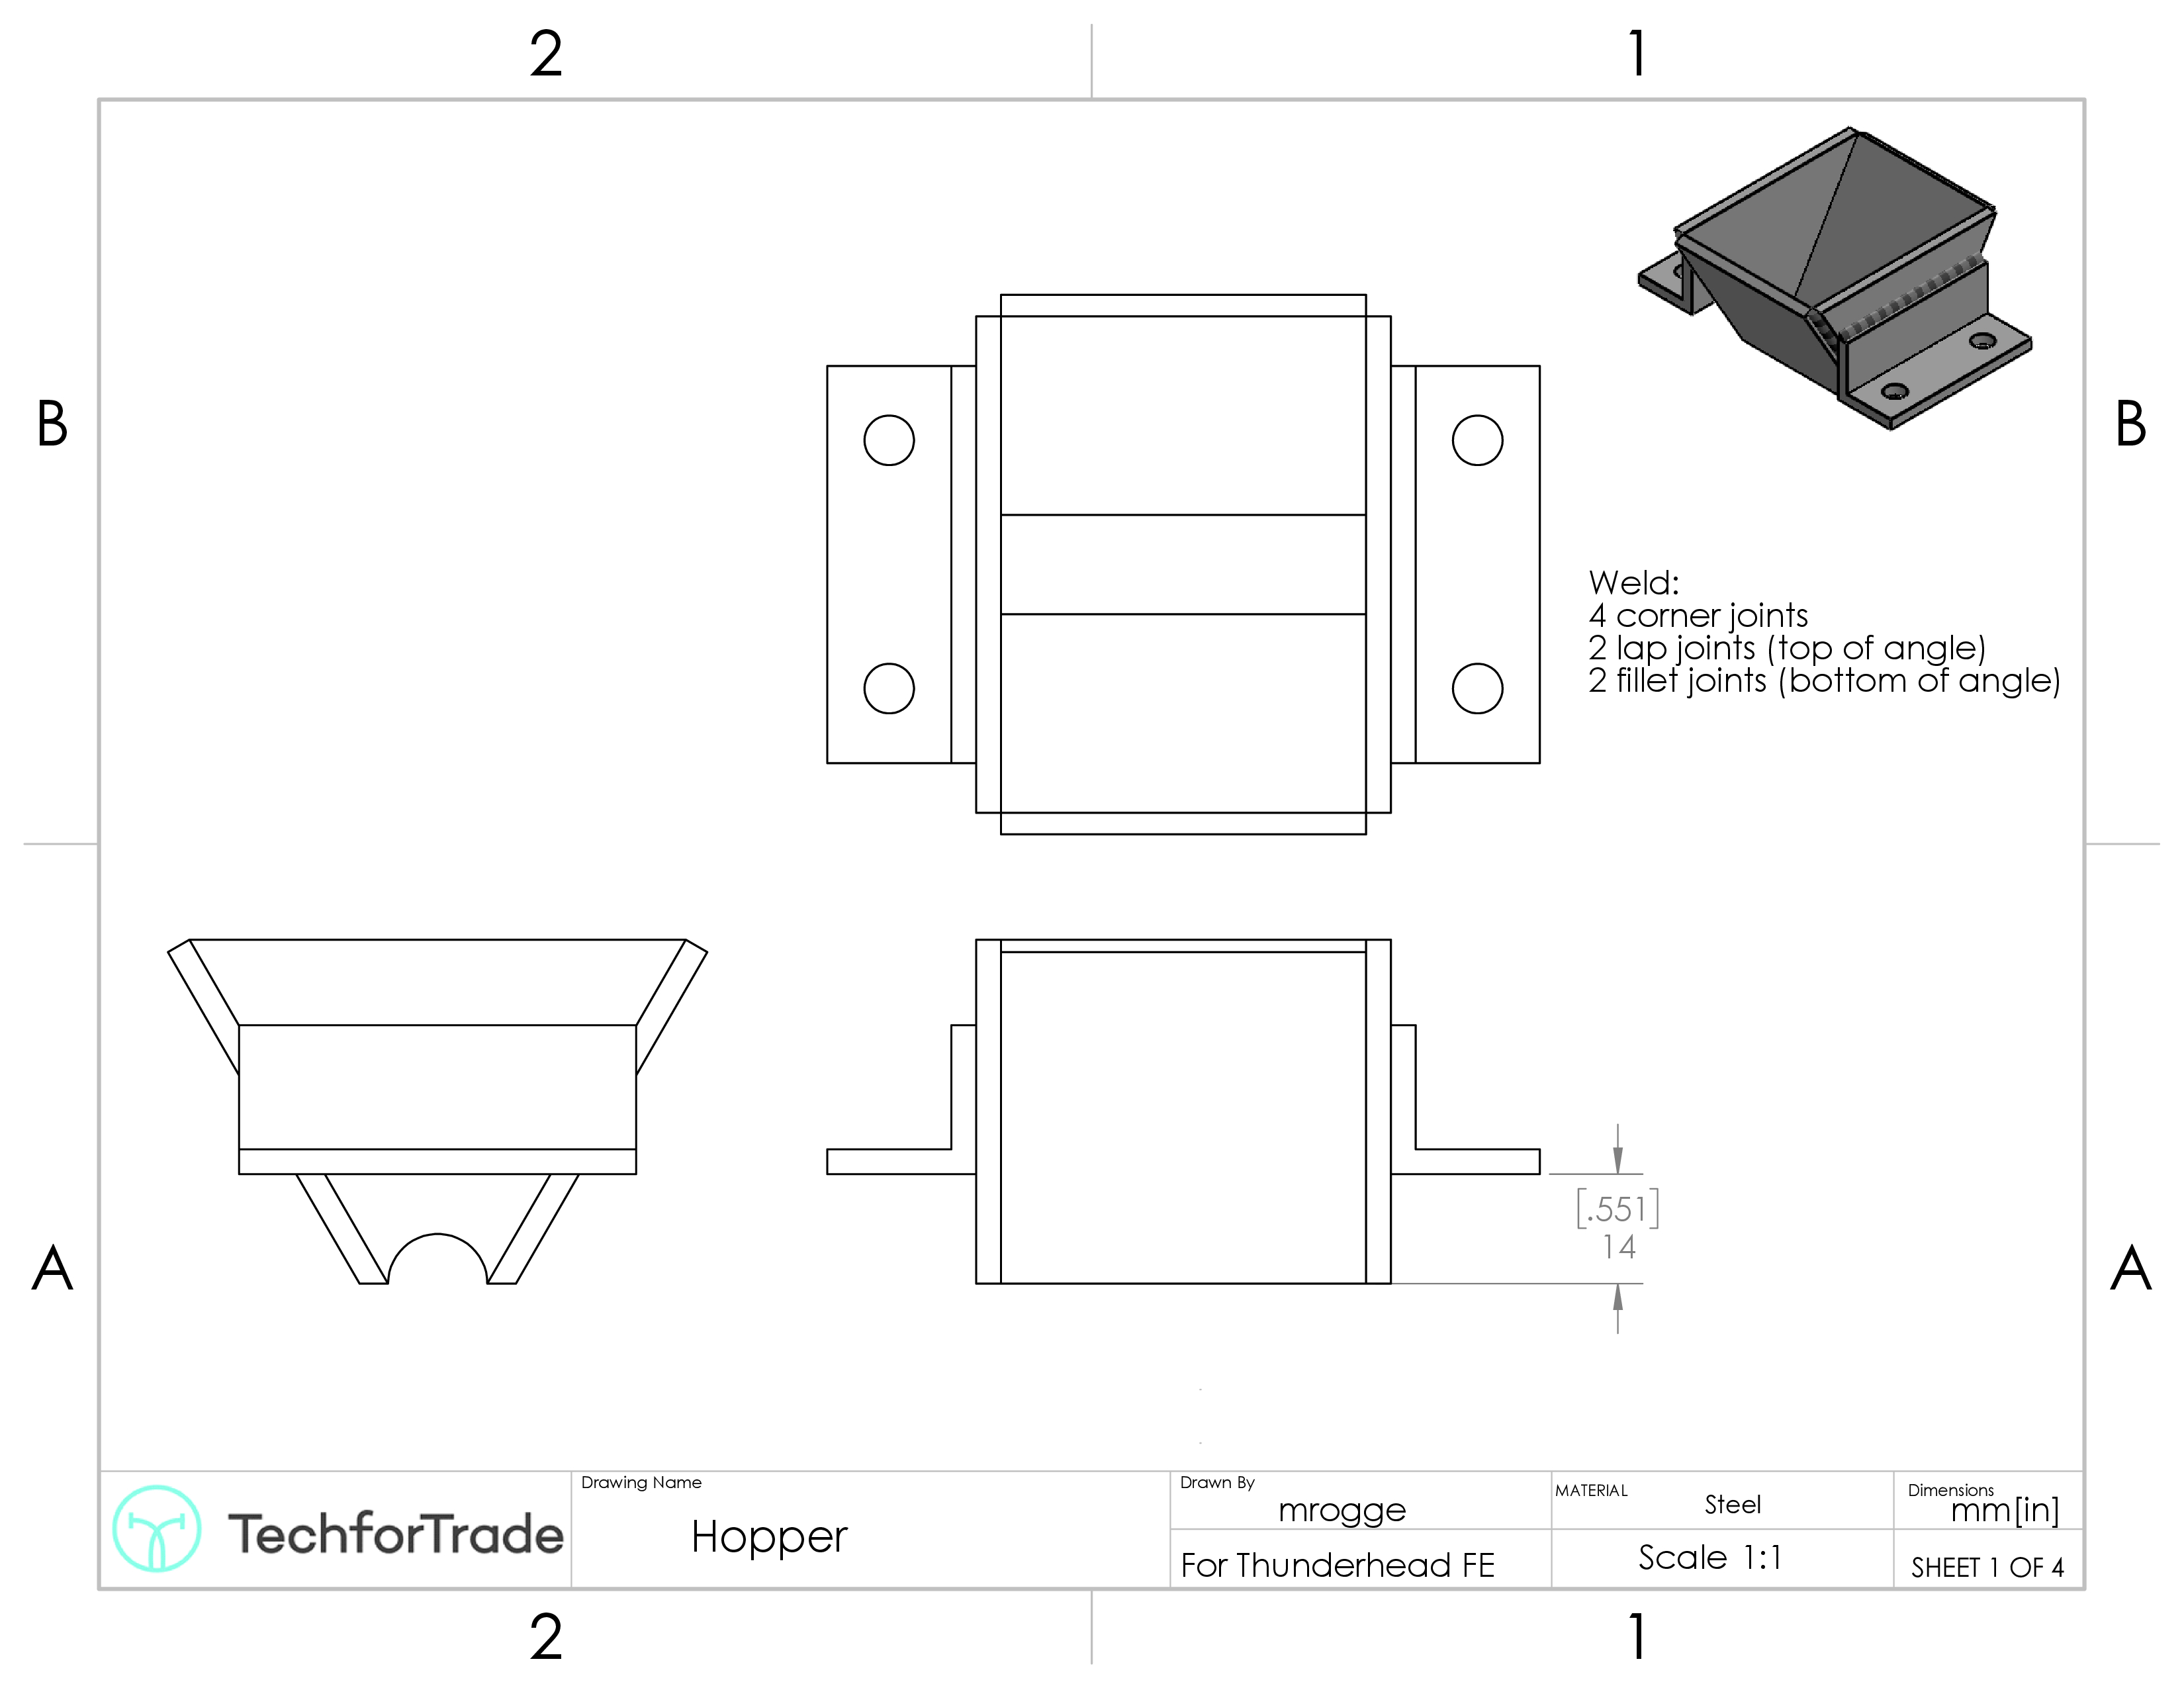 2
1
B
B
Weld:
4 corner joints
2 lap joints (top of angle)
2 fillet joints (bottom of angle)
[.551]
14
A
A
TechforTrade
Drawing Name
Hopper
Drawn By
mrogge
For Thunderhead FE
MATERIAL
Steel
Scale 1:1
Dimensions
mm[in]
SHEET 1 OF 4
2
1